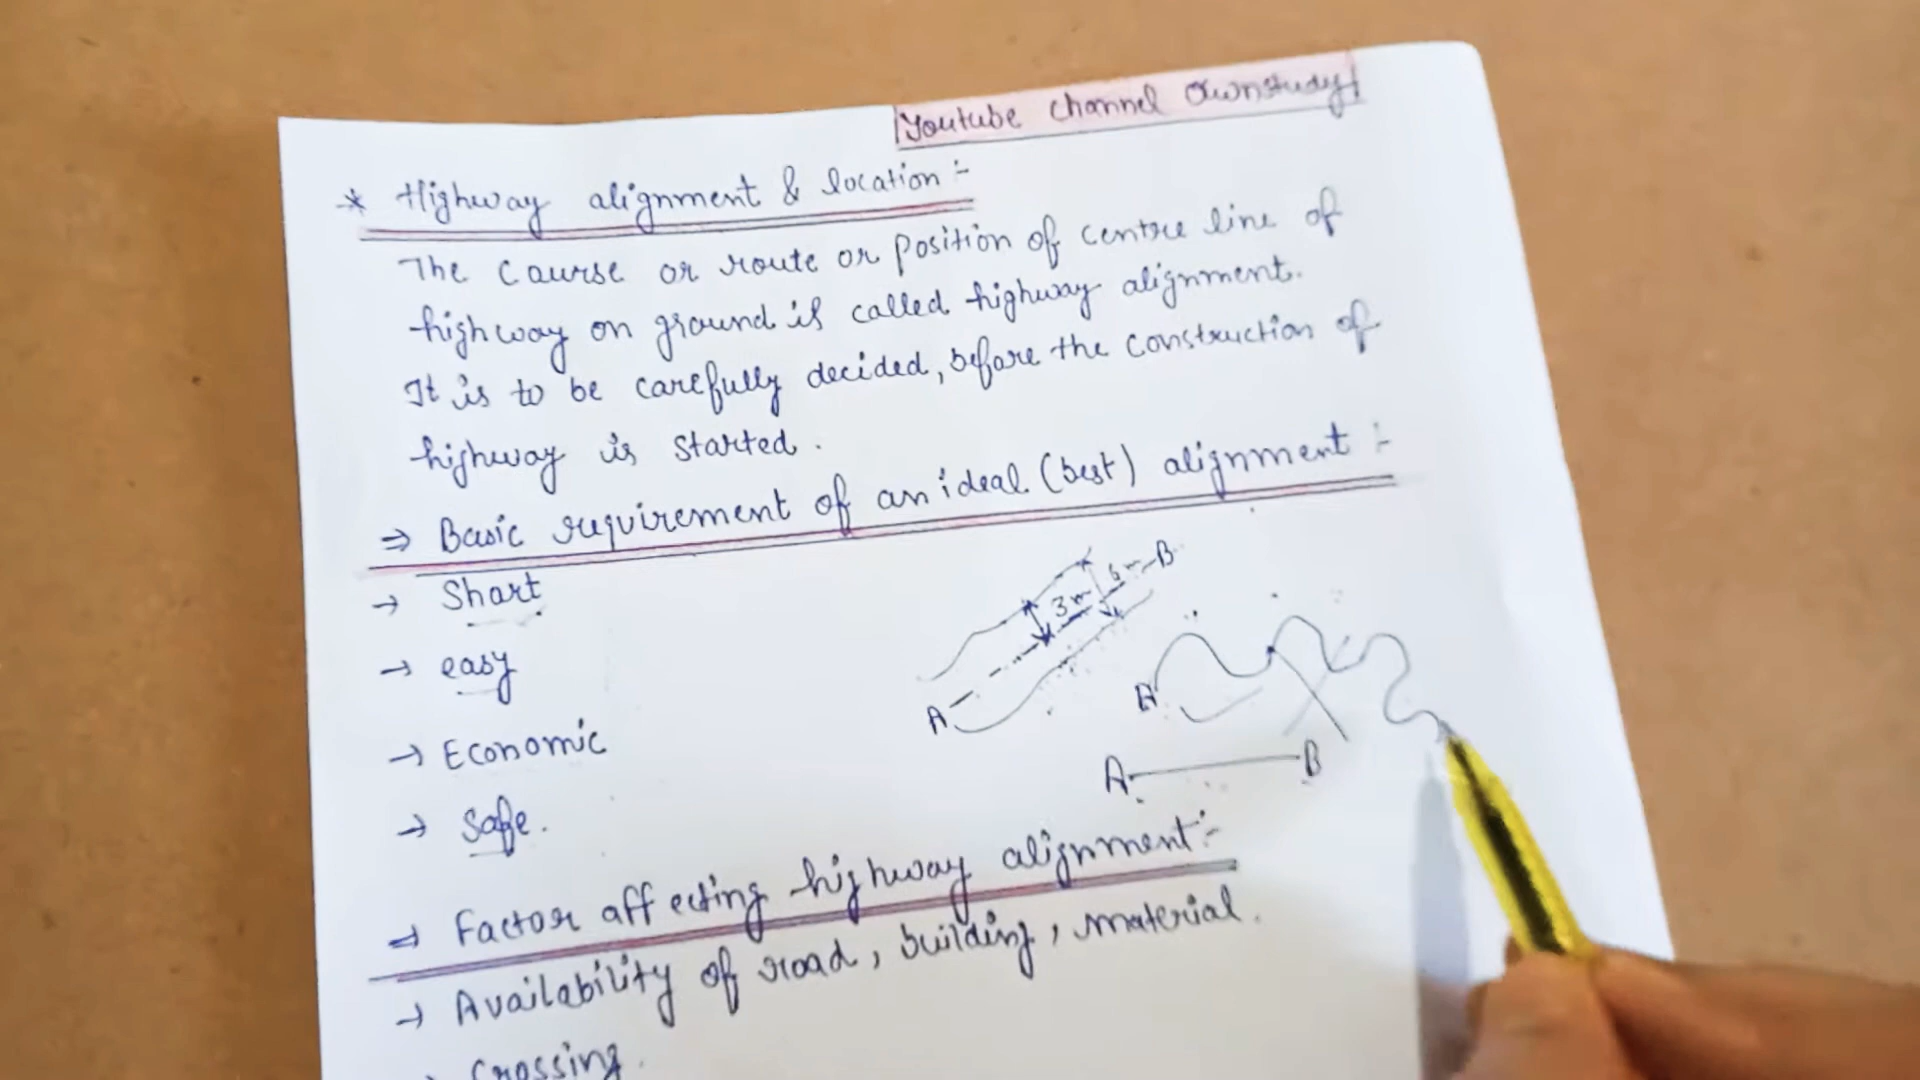 Youtube channel Ownstudy
* Highway alignment & location :-
The Course or route or position of centre line of
highway on ground is called highway alignment.
It is to be carefully decided, before the construction of
highway is started.
⇒ Basic requirement of an ideal (best) alignment :-
→ Short
→ easy
→ Economic
→ Safe.
A 3m 6m B
A
A B
⇒ Factor affecting highway alignment :-
→ Availability of road, building, material.
→ Crossing.